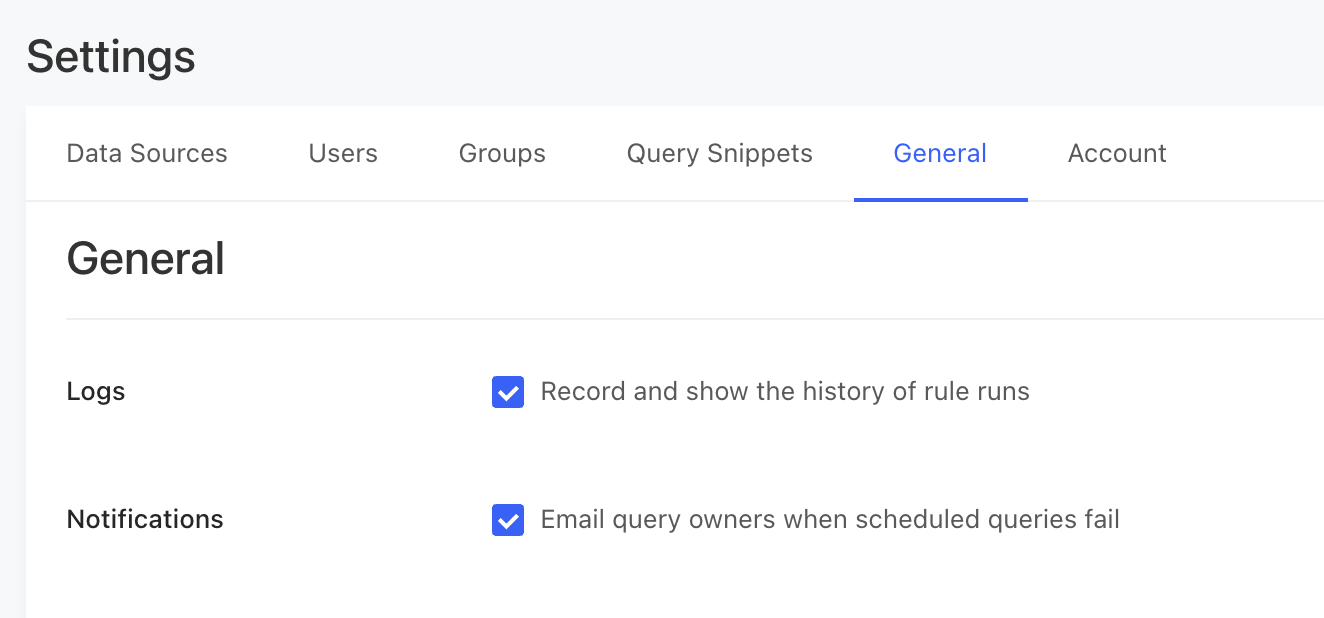 Settings
Data Sources Users Groups Query Snippets General Account
General
Logs Record and show the history of rule runs
Notifications Email query owners when scheduled queries fail